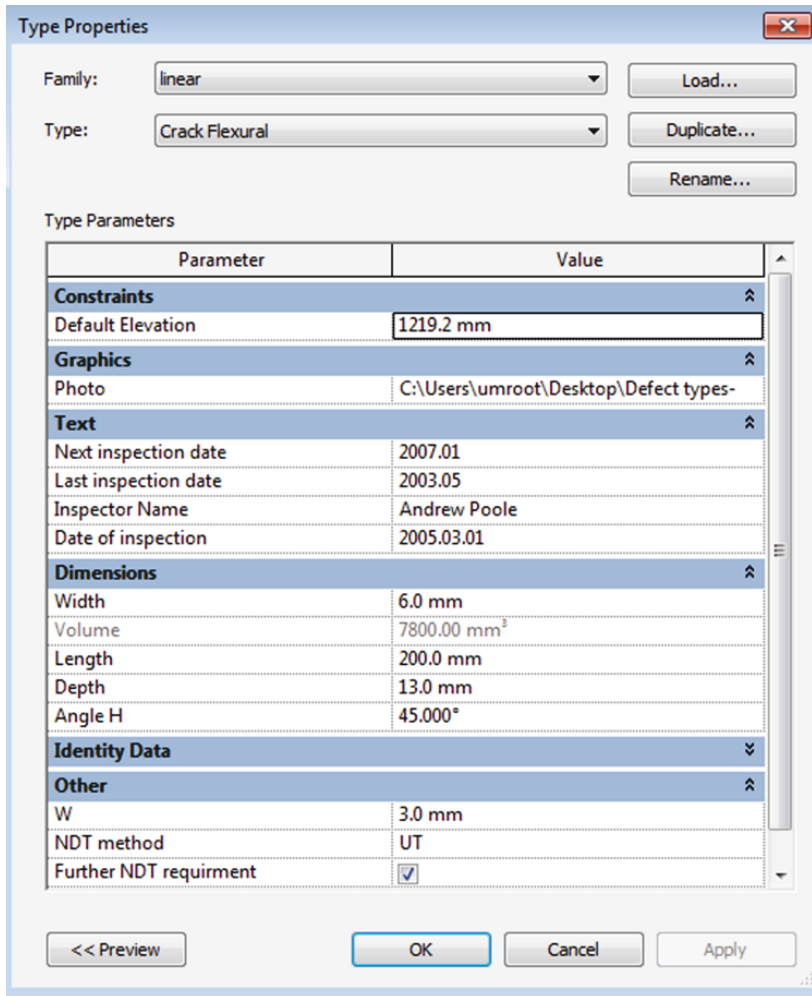 Type Properties
Family: linear Load...
Type: Crack Flexural Duplicate...
Rename...
Type Parameters
Parameter Value
Constraints
Default Elevation 1219.2 mm
Graphics
Photo C:\Users\umroot\Desktop\Defect types-
Text
Next inspection date 2007.01
Last inspection date 2003.05
Inspector Name Andrew Poole
Date of inspection 2005.03.01
Dimensions
Width 6.0 mm
Volume 7800.00 mm³
Length 200.0 mm
Depth 13.0 mm
Angle H 45.000°
Identity Data
Other
W 3.0 mm
NDT method UT
Further NDT requirment
<< Preview OK Cancel Apply